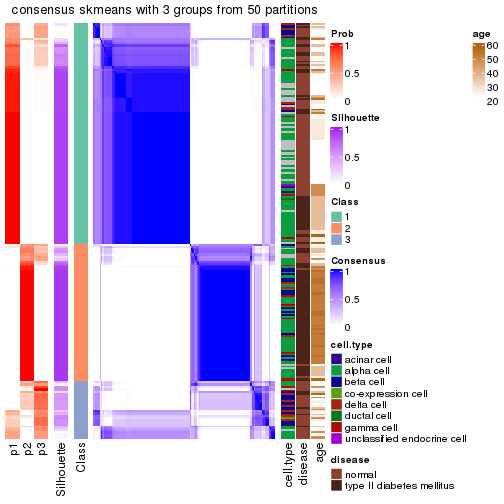 consensus skmeans with 3 groups from 50 partitions
Prob
1
0.5
0
Silhouette
1
0.5
0
Class
1
2
3
Consensus
1
0.5
0
cell.type
acinar cell
alpha cell
beta cell
co-expression cell
delta cell
ductal cell
gamma cell
unclassified endocrine cell
disease
normal
type II diabetes mellitus
age
60
50
40
30
20
p1
p2
p3
Silhouette
Class
cell.type
disease
age